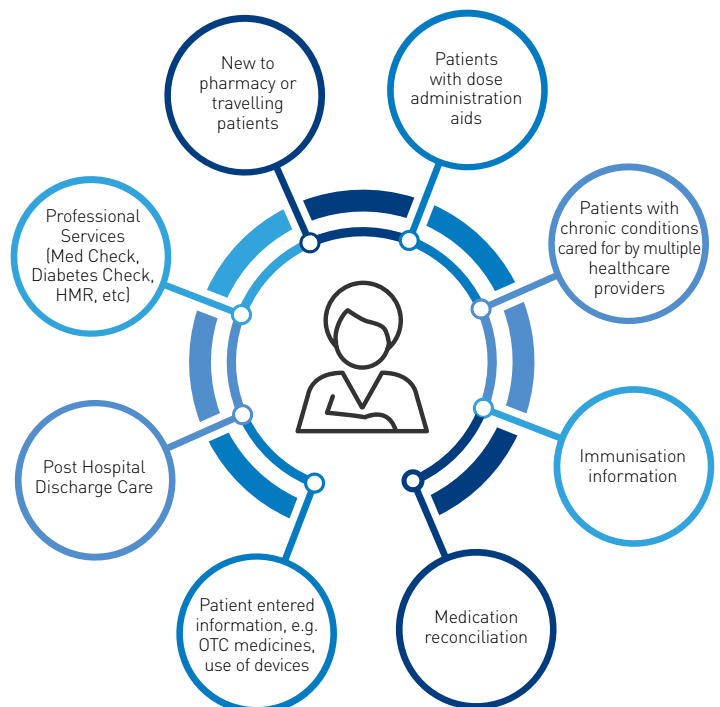 New to
pharmacy or
travelling
patients
Patients
with dose
administration
aids
Patients with
chronic conditions
cared for by multiple
healthcare
providers
Immunisation
information
Medication
reconciliation
Patient entered
information, e.g.
OTC medicines,
use of devices
Post Hospital
Discharge Care
Professional
Services
(Med Check,
Diabetes Check,
HMR, etc)